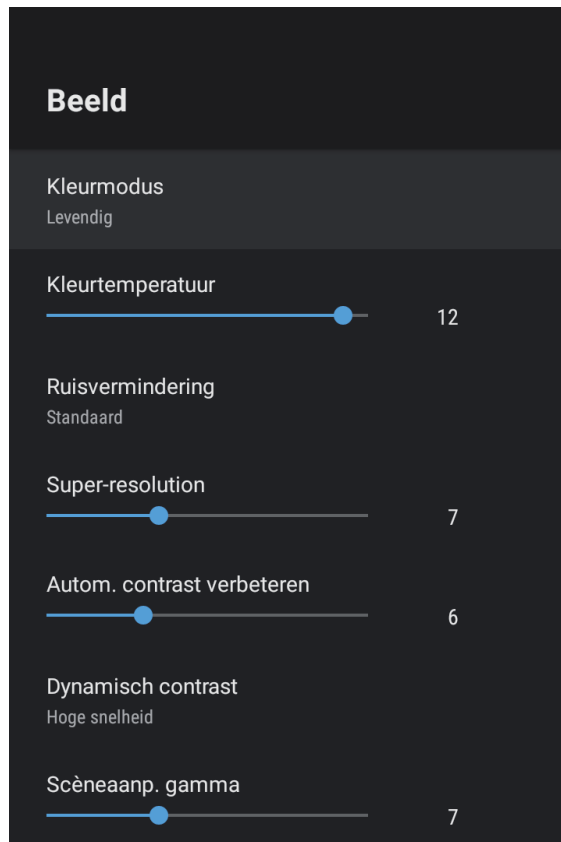 Beeld
Kleurmodus
Levendig
Kleurtemperatuur
12
Ruisvermindering
Standaard
Super-resolution
7
Autom. contrast verbeteren
6
Dynamisch contrast
Hoge snelheid
Scèneaanp. gamma
7